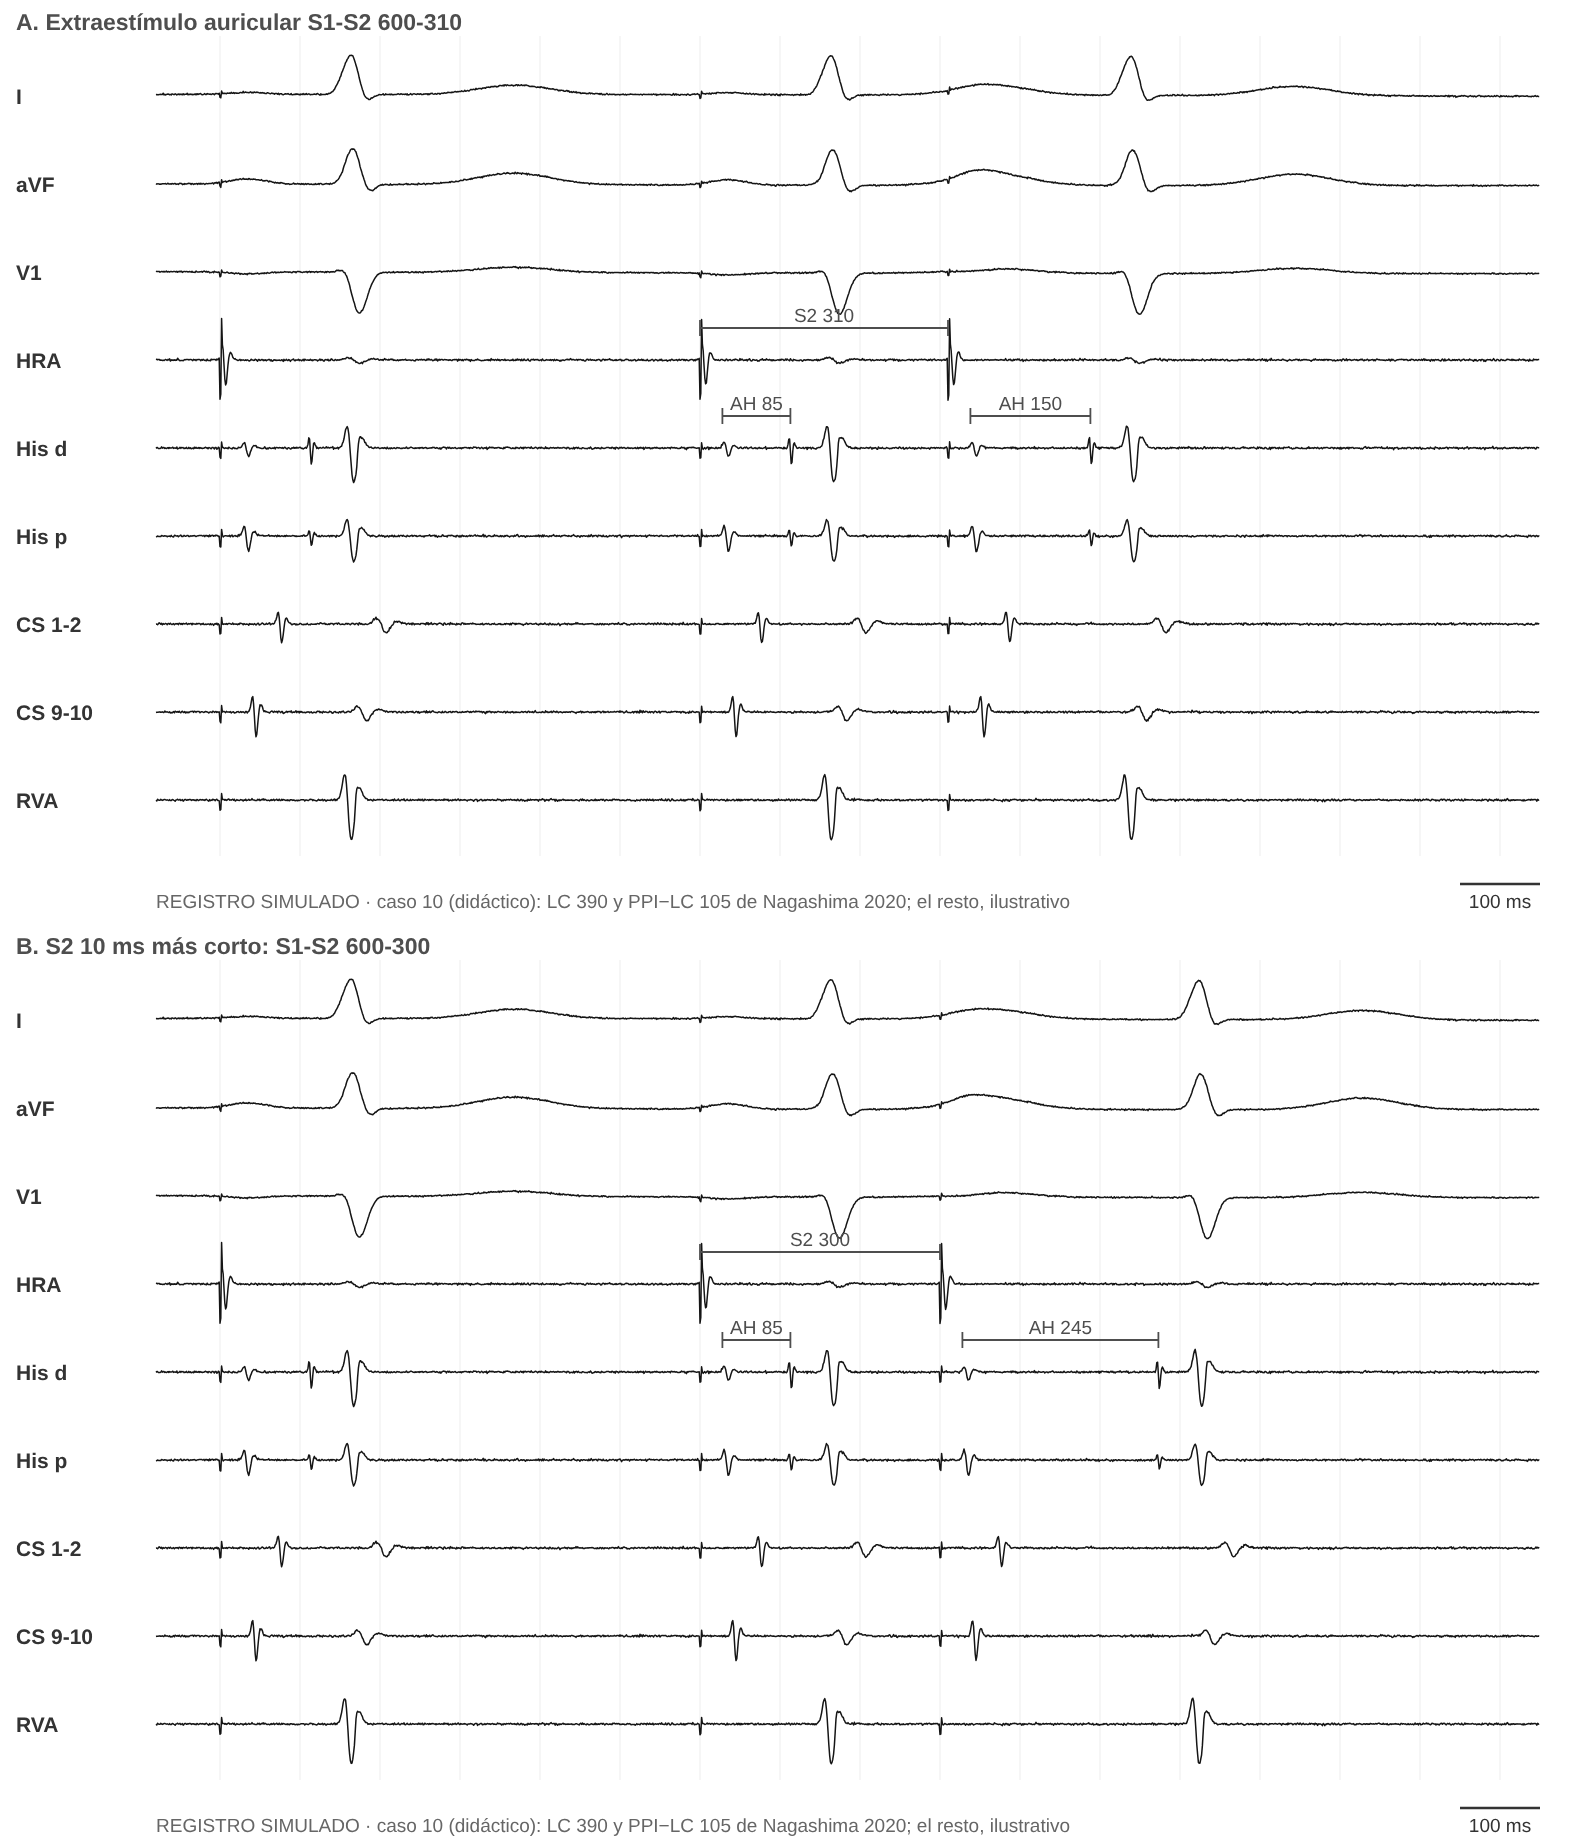 A. Extraestímulo auricular S1-S2 600-310
I
aVF
V1
S2 310
HRA
AH 85 AH 150
His d
His p
CS 1-2
CS 9-10
RVA
REGISTRO SIMULADO · caso 10 (didáctico): LC 390 y PPI−LC 105 de Nagashima 2020; el resto, ilustrativo 100 ms
B. S2 10 ms más corto: S1-S2 600-300
I
aVF
V1
S2 300
HRA
AH 85 AH 245
His d
His p
CS 1-2
CS 9-10
RVA
REGISTRO SIMULADO · caso 10 (didáctico): LC 390 y PPI−LC 105 de Nagashima 2020; el resto, ilustrativo 100 ms